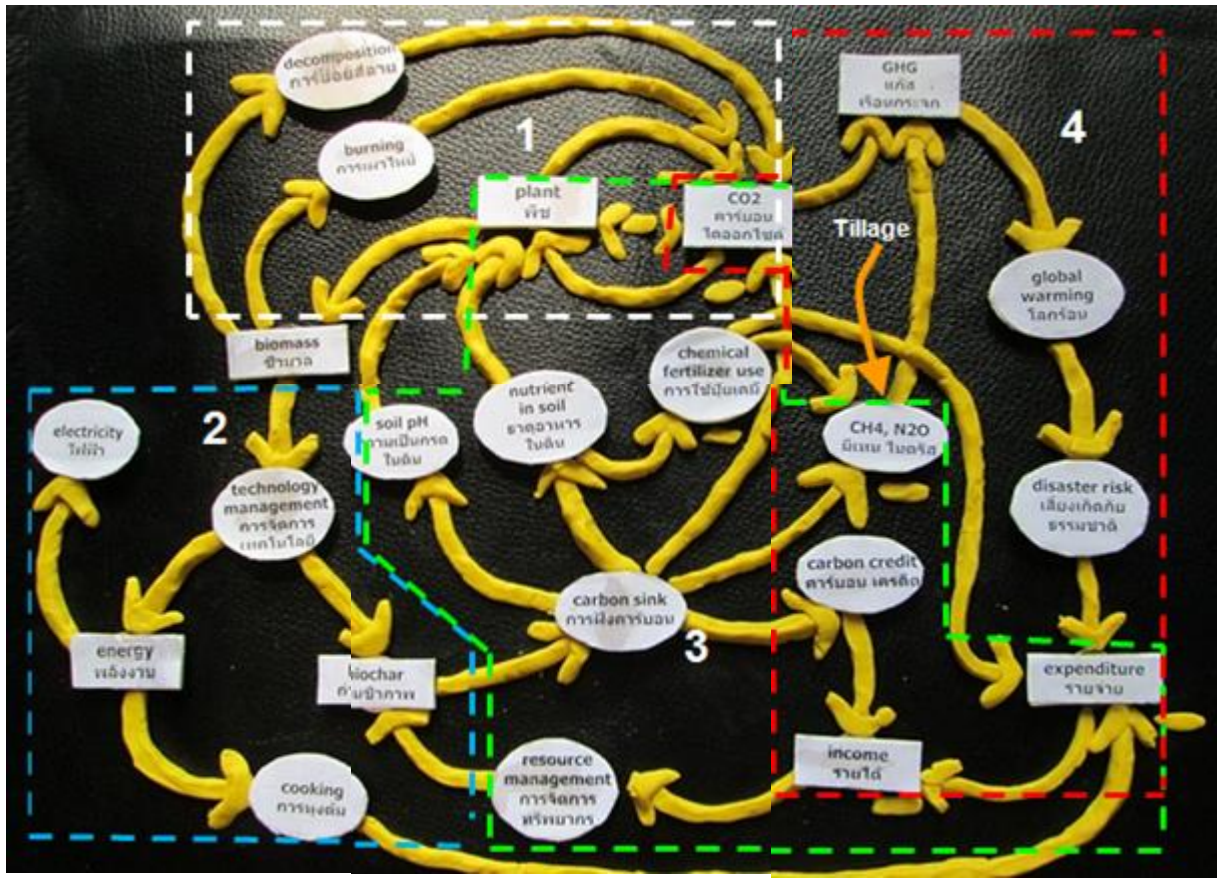 decomposition
การย่อยสลาย
burning
การเผาไหม้
1
plant
พืช
CO2
คาร์บอน
ไดออกไซด์
GHG
แก๊ส
เรือนกระจก
4
Tillage
global
warming
โลกร้อน
biomass
ชีวมวล
chemical
fertilizer use
การใช้ปุ๋ยเคมี
nutrient
in soil
ธาตุอาหาร
ในดิน
soil pH
ในดิน
CH4, N2O
มีเทน ไนตรัส
electricity
ไฟฟ้า
2
technology
management
การจัดการ
เทคโนโลยี
disaster risk
เสี่ยงเกิดภัย
ธรรมชาติ
carbon credit
คาร์บอน เครดิต
carbon sink
การฝังคาร์บอน
3
energy
พลังงาน
expenditure
รายจ่าย
income
รายได้
resource
management
การจัดการ
ทรัพยากร
cooking
การหุงต้ม